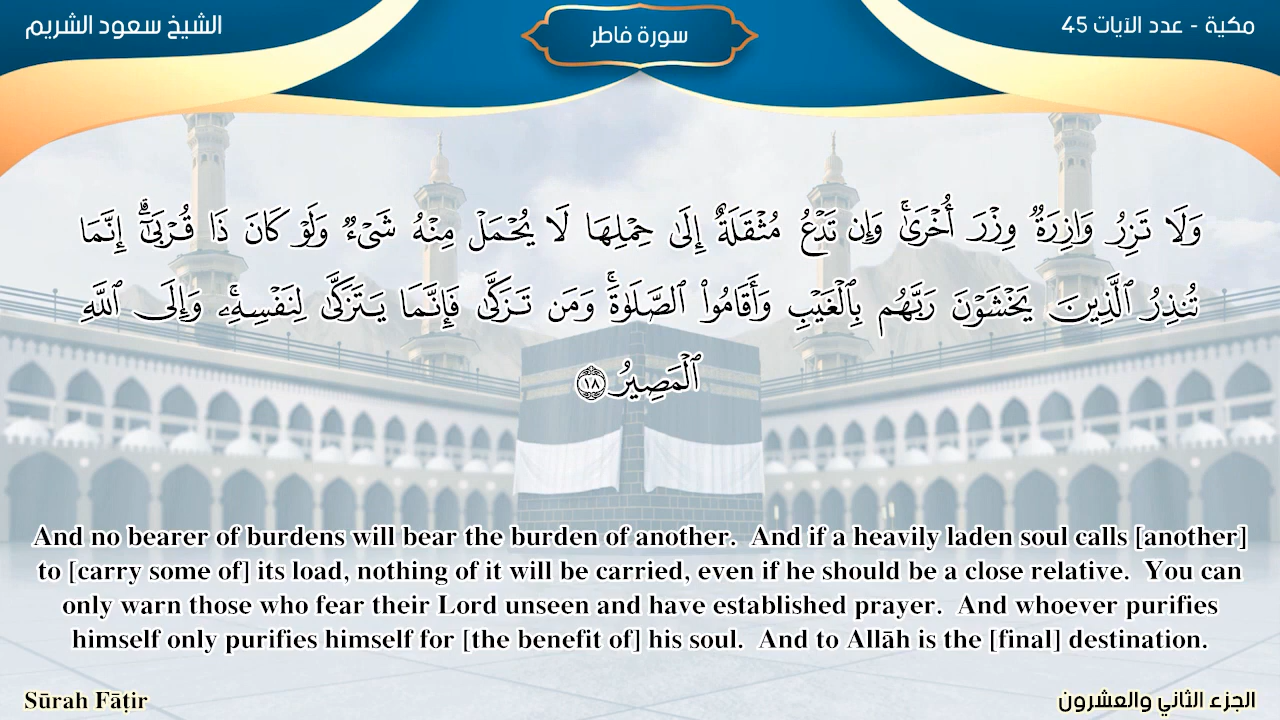 مكية - عدد الآيات 45
سورة فاطر
الشيخ سعود الشريم
وَلَا تَزِرُ وَازِرَةٌ وِزْرَ أُخْرَىٰ ۚ وَإِن تَدْعُ مُثْقَلَةٌ إِلَىٰ حِمْلِهَا لَا يُحْمَلْ مِنْهُ شَىْءٌ وَلَوْ كَانَ ذَا قُرْبَىٰٓ ۗ إِنَّمَا
تُنذِرُ ٱلَّذِينَ يَخْشَوْنَ رَبَّهُم بِٱلْغَيْبِ وَأَقَامُوا۟ ٱلصَّلَوٰةَ ۚ وَمَن تَزَكَّىٰ فَإِنَّمَا يَتَزَكَّىٰ لِنَفْسِهِۦ ۚ وَإِلَى ٱللَّهِ
ٱلْمَصِيرُ ١٨
And no bearer of burdens will bear the burden of another.  And if a heavily laden soul calls [another]
to [carry some of] its load, nothing of it will be carried, even if he should be a close relative.  You can
only warn those who fear their Lord unseen and have established prayer.  And whoever purifies
himself only purifies himself for [the benefit of] his soul.  And to Allāh is the [final] destination.
Sūrah Fāṭir
الجزء الثاني والعشرون